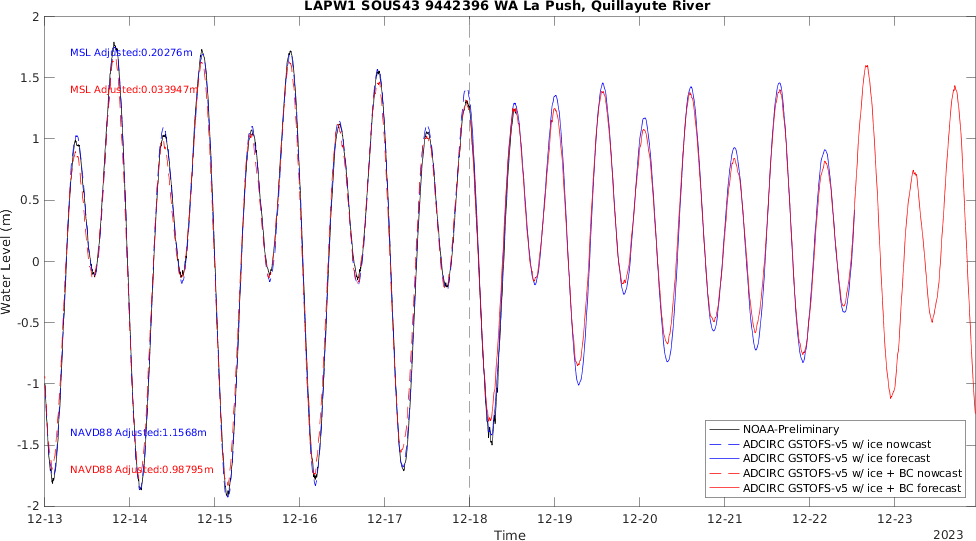 LAPW1 SOUS43 9442396 WA La Push, Quillayute River
2
1.5
1
0.5
0
-0.5
-1
-1.5
-2
Water Level (m)
MSL Adjusted:0.20276m
MSL Adjusted:0.033947m
NAVD88 Adjusted:1.1568m
NAVD88 Adjusted:0.98795m
NOAA-Preliminary
ADCIRC GSTOFS-v5 w/ ice nowcast
ADCIRC GSTOFS-v5 w/ ice forecast
ADCIRC GSTOFS-v5 w/ ice + BC nowcast
ADCIRC GSTOFS-v5 w/ ice + BC forecast
12-13 12-14 12-15 12-16 12-17 12-18 12-19 12-20 12-21 12-22 12-23
Time
2023